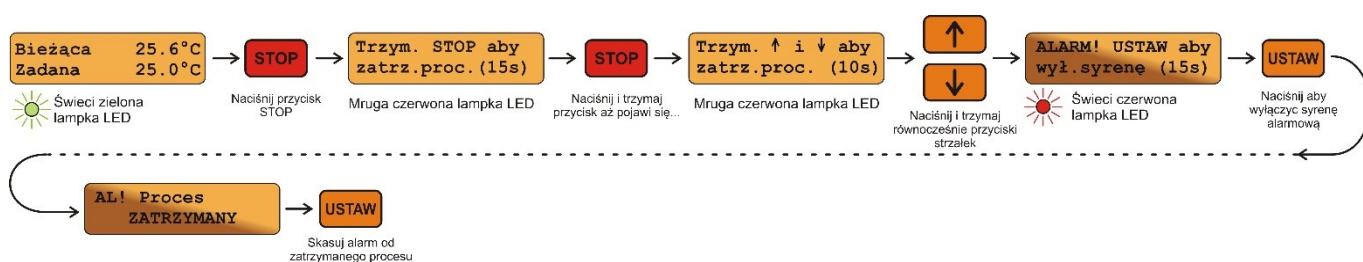 Bieżąca 25.6°C
Zadana 25.0°C
Świeci zielona
lampka LED
STOP
Naciśnij przycisk
STOP
Trzym. STOP aby
zatrz.proc.(15s)
Mruga czerwona lampka LED
STOP
Naciśnij i trzymaj
przycisk aż pojawi się...
Trzym. ↑ i ↓ aby
zatrz.proc. (10s)
Mruga czerwona lampka LED
↑
↓
Naciśnij i trzymaj
równocześnie przyciski
strzałek
ALARM! USTAW aby
wył.syrenę (15s)
Świeci czerwona
lampka LED
USTAW
Naciśnij aby
wyłączyc syrenę
alarmową
AL! Proces
ZATRZYMANY
USTAW
Skasuj alarm od
zatrzymanego procesu